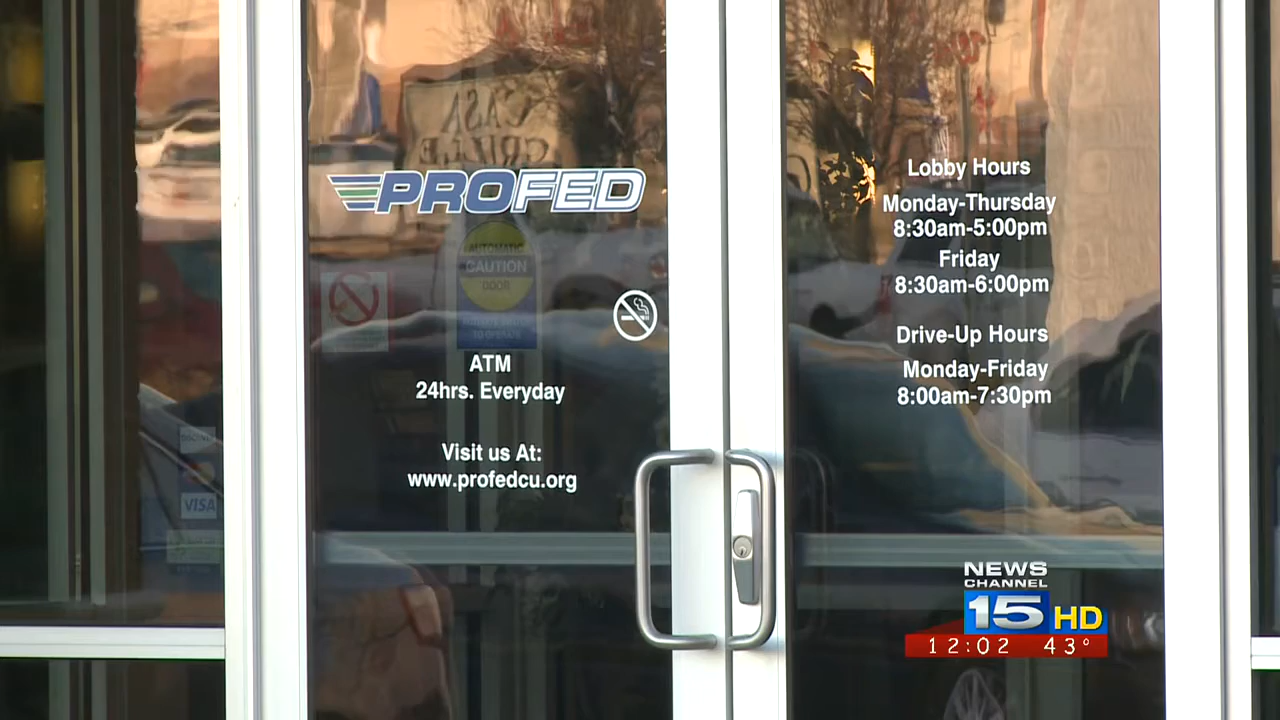 PROFED
AUTOMATIC
CAUTION
DOOR
ATM
24hrs. Everyday
Visit us At:
www.profedcu.org
VISA
Lobby Hours
Monday-Thursday
8:30am-5:00pm
Friday
8:30am-6:00pm
Drive-Up Hours
Monday-Friday
8:00am-7:30pm
NEWS
CHANNEL
15 HD
12:02 43°